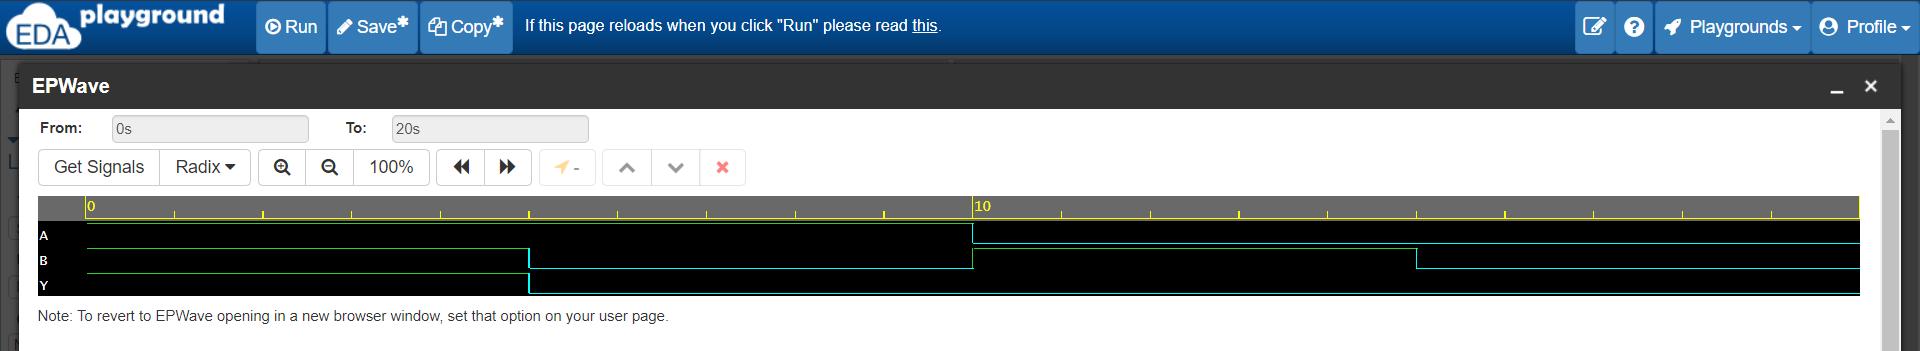 EDA playground
Run Save* Copy* If this page reloads when you click "Run" please read this. Playgrounds Profile
EPWave
From: 0s To: 20s
Get Signals Radix 100% -
0 10
A
B
Y
Note: To revert to EPWave opening in a new browser window, set that option on your user page.